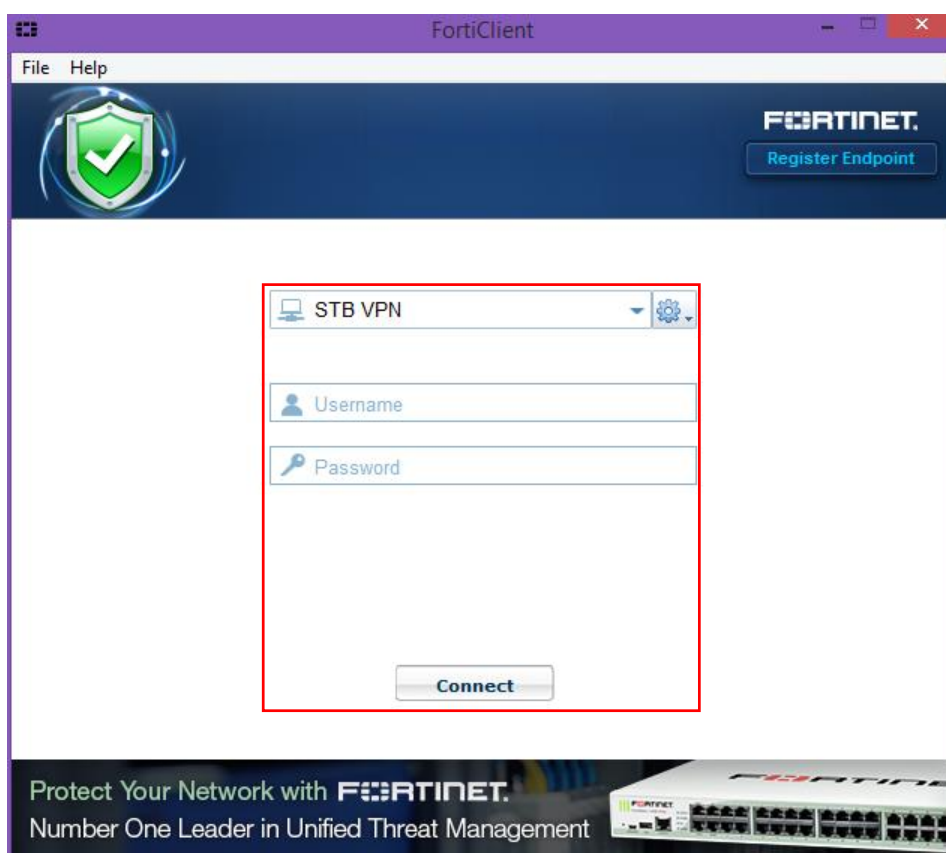 FortiClient
File Help
FORTINET.
Register Endpoint
STB VPN
Username
Password
Connect
Protect Your Network with FORTINET.
Number One Leader in Unified Threat Management
FORTINET